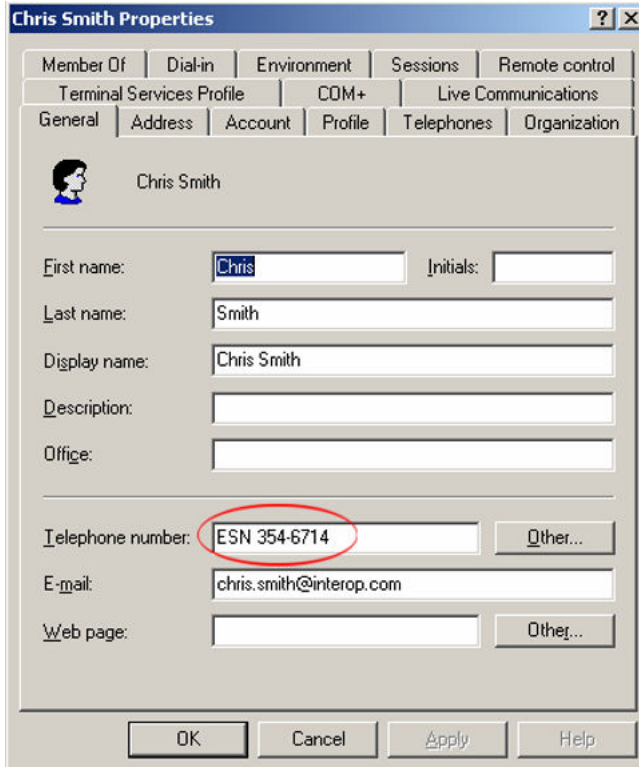 Chris Smith Properties
Member Of Dial-in Environment Sessions Remote control
Terminal Services Profile COM+ Live Communications
General Address Account Profile Telephones Organization
Chris Smith
First name: Chris Initials:
Last name: Smith
Display name: Chris Smith
Description:
Office:
Telephone number: ESN 354-6714 Other...
E-mail: chris.smith@interop.com
Web page: Other...
OK Cancel Apply Help